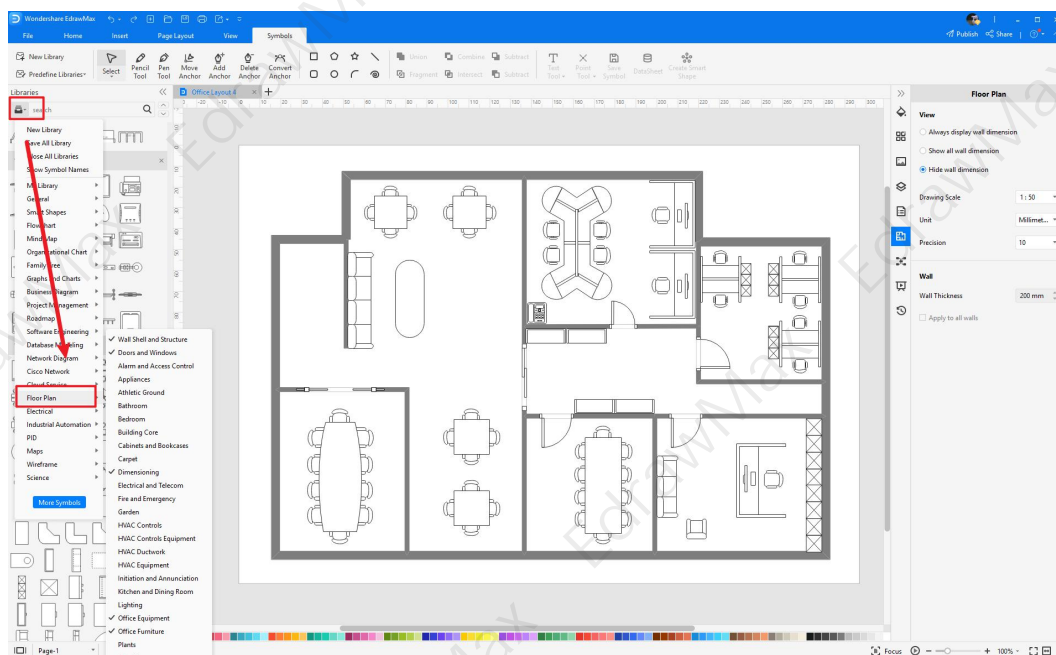 Wondershare EdrawMax
File Home Insert Page Layout View Symbols
Publish Share
New Library
Predefine Libraries
Select
Pencil Tool
Pen Tool
Move Anchor
Add Anchor
Delete Anchor
Convert Anchor
Union Combine Subtract
Fragment Intersect Subtract
Text Tool
Point Tool
Save Symbol
DataSheet
Create Smart Shape
Libraries
search
Office Layout 4
New Library
Save All Library
Close All Libraries
Show Symbol Names
My Library
General
Smart Shapes
Flowchart
Mind Map
Organizational Chart
Family Tree
Graphs and Charts
Business Diagram
Project Management
Roadmap
Software Engineering
Database Modeling
Network Diagram
Cisco Network
Cloud Service
Floor Plan
Electrical
Industrial Automation
PID
Maps
Wireframe
Science
More Symbols
Wall Shell and Structure
Doors and Windows
Alarm and Access Control
Appliances
Athletic Ground
Bathroom
Bedroom
Building Core
Cabinets and Bookcases
Carpet
Dimensioning
Electrical and Telecom
Fire and Emergency
Garden
HVAC Controls
HVAC Controls Equipment
HVAC Ductwork
HVAC Equipment
Initiation and Annunciation
Kitchen and Dining Room
Lighting
Office Equipment
Office Furniture
Plants
Floor Plan
View
Always display wall dimension
Show all wall dimension
Hide wall dimension
Drawing Scale 1 : 50
Unit Millimet...
Precision 10
Wall
Wall Thickness 200 mm
Apply to all walls
Page-1
Focus 100%
EdrawMax
EdrawMax
EdrawMax
EdrawMax